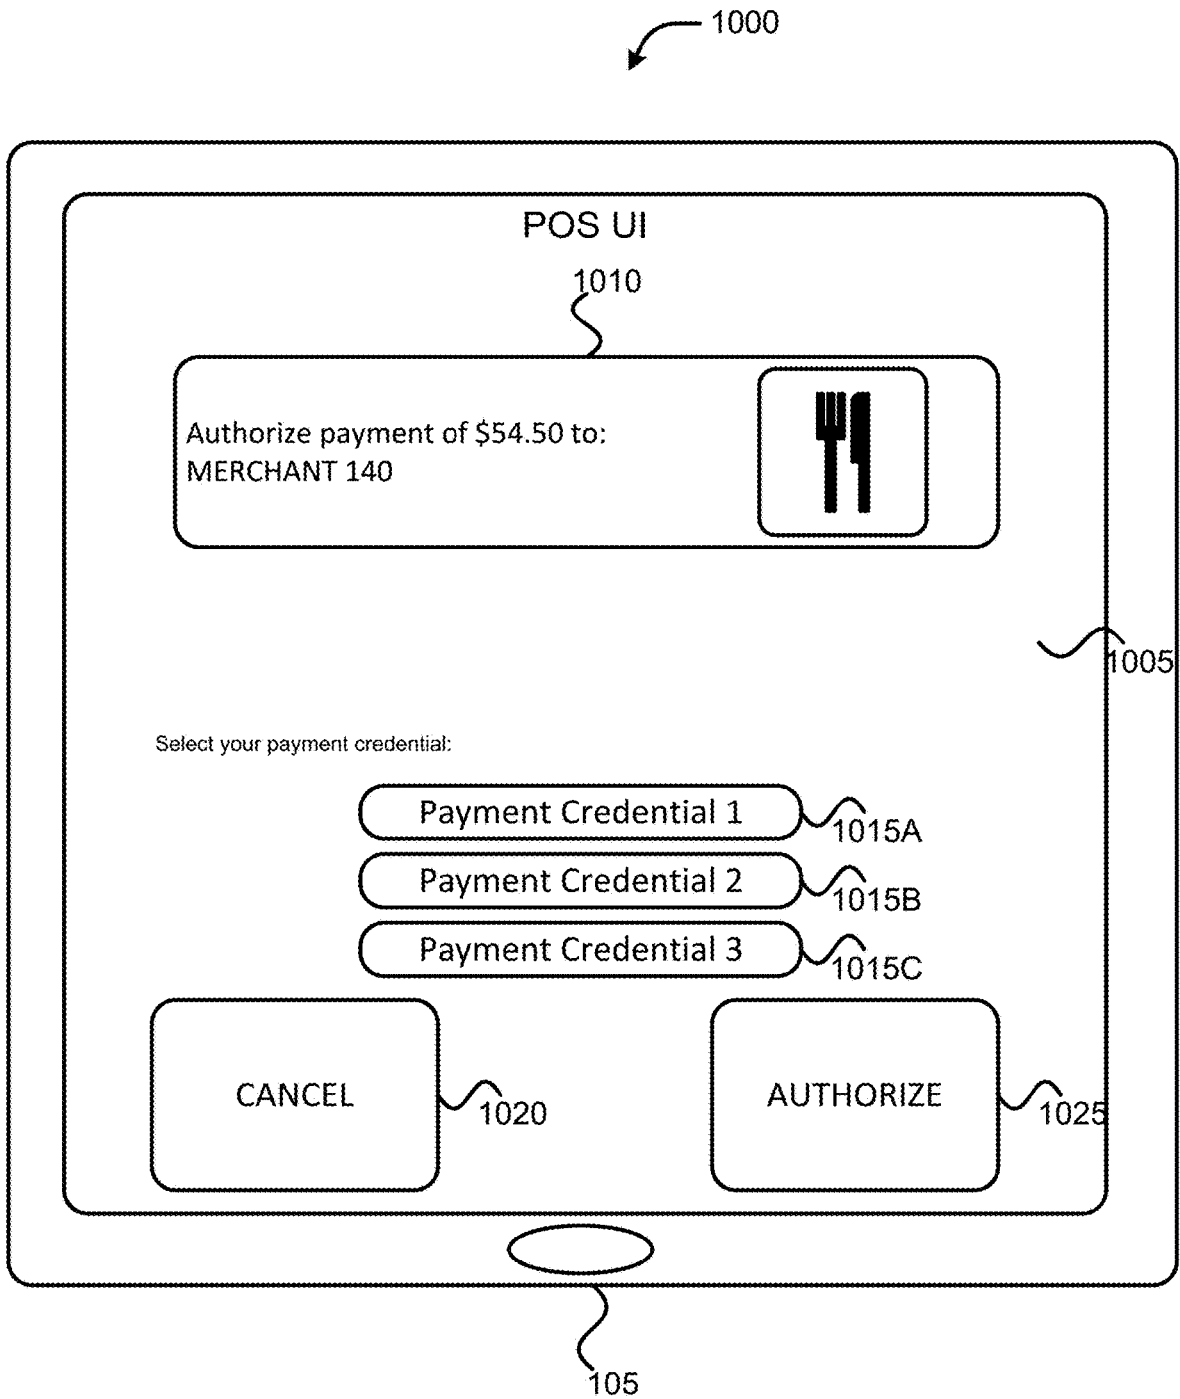 1000
POS UI
1010
Authorize payment of $54.50 to:
MERCHANT 140
1005
Select your payment credential:
Payment Credential 1
1015A
Payment Credential 2
1015B
Payment Credential 3
1015C
CANCEL
1020
AUTHORIZE
1025
105